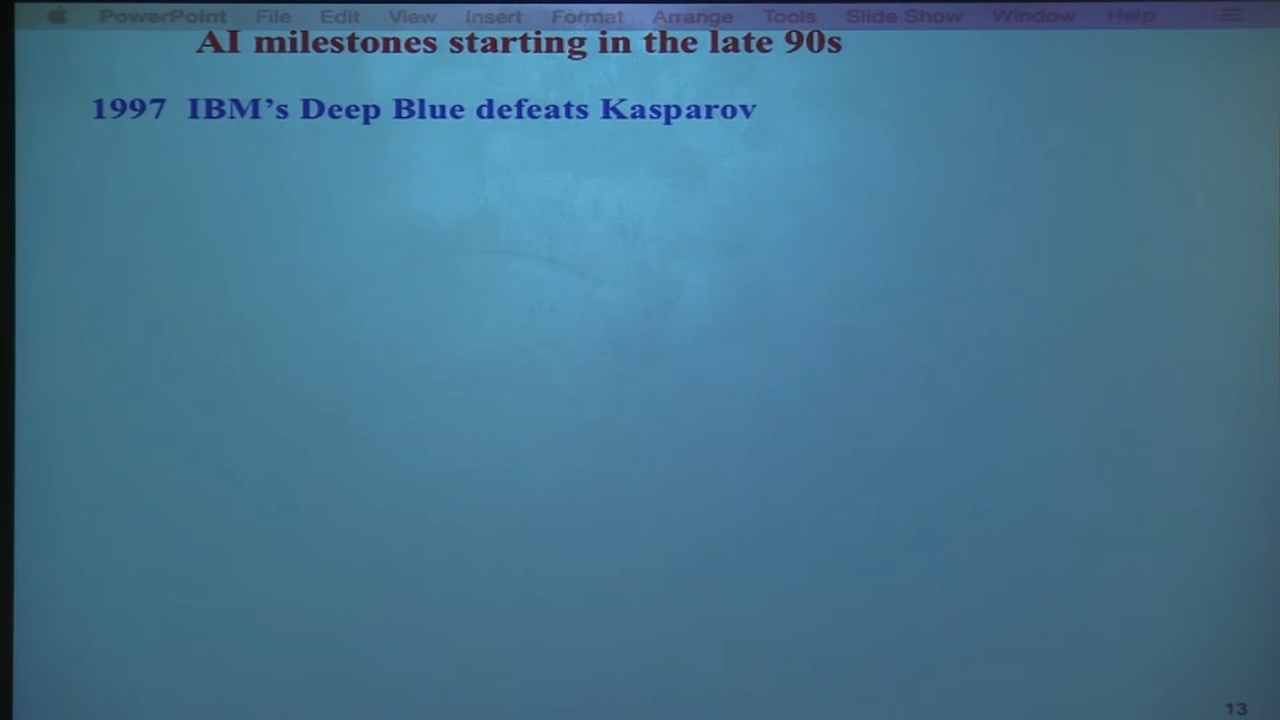 PowerPoint File Edit View Insert Format Arrange Tools Slide Show Window Help
AI milestones starting in the late 90s
1997 IBM's Deep Blue defeats Kasparov
13